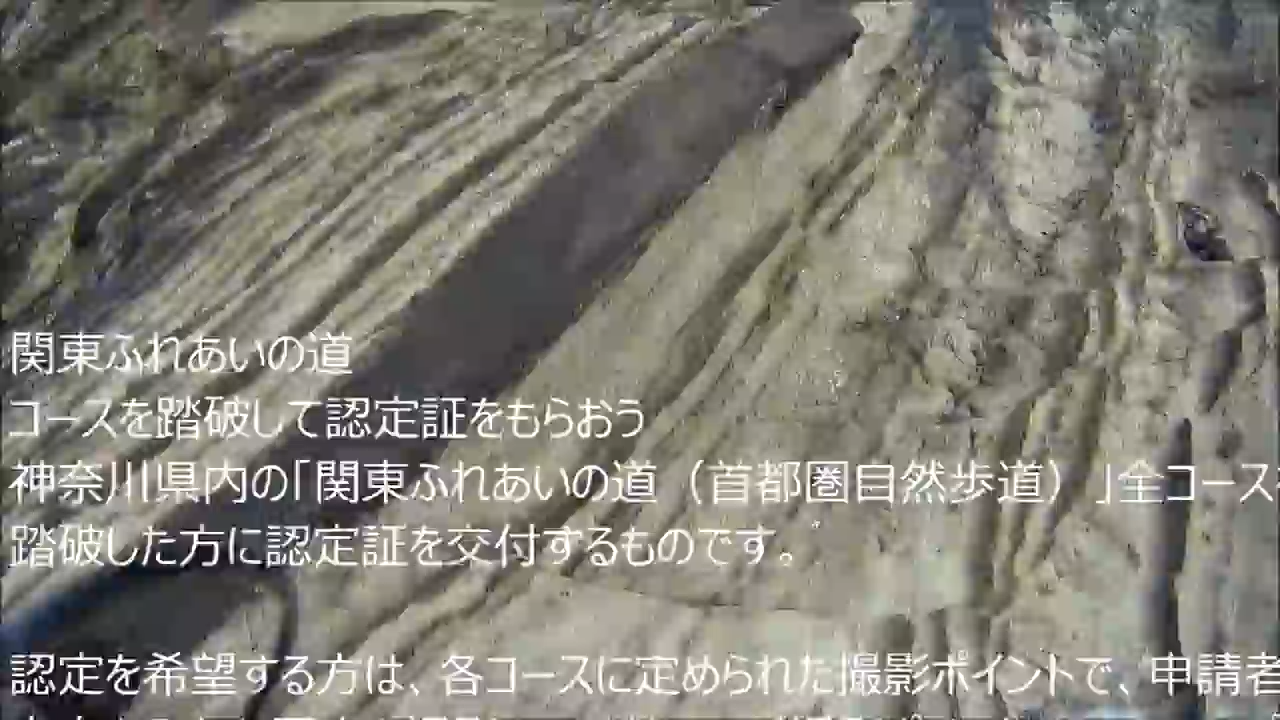 関東ふれあいの道
コースを踏破して認定証をもらおう
神奈川県内の「関東ふれあいの道（首都圏自然歩道）」全コース
踏破した方に認定証を交付するものです。
認定を希望する方は、各コースに定められた撮影ポイントで、申請者